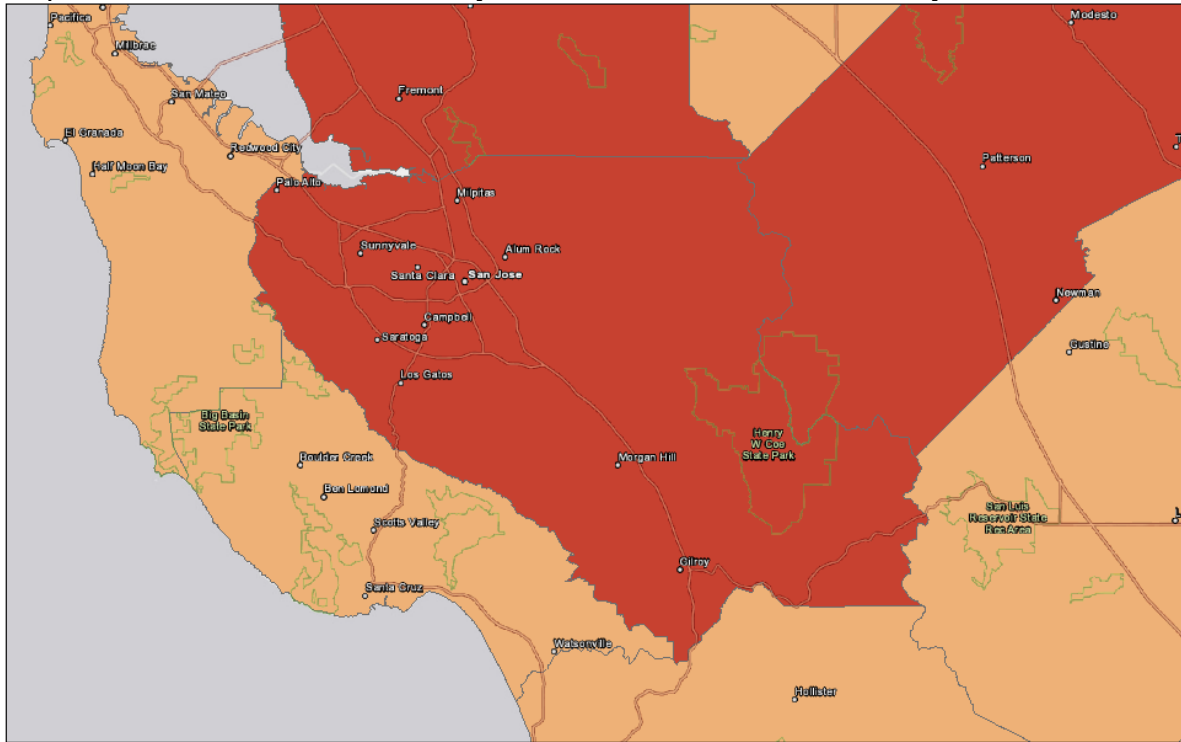 Pacifica
Modesto
Millbrae
Fremont
San Mateo
El Granada
Redwood City
Half Moon Bay
Patterson
Palo Alto
Milpitas
Sunnyvale
Alum Rock
Santa Clara
San Jose
Newman
Campbell
Saratoga
Gustine
Los Gatos
Big Basin
State Park
Henry
W Coe
State Park
Boulder Creek
Morgan Hill
Ben Lomond
San Luis
Reservoir State
Rec Area
Scotts Valley
Gilroy
Santa Cruz
Watsonville
Hollister